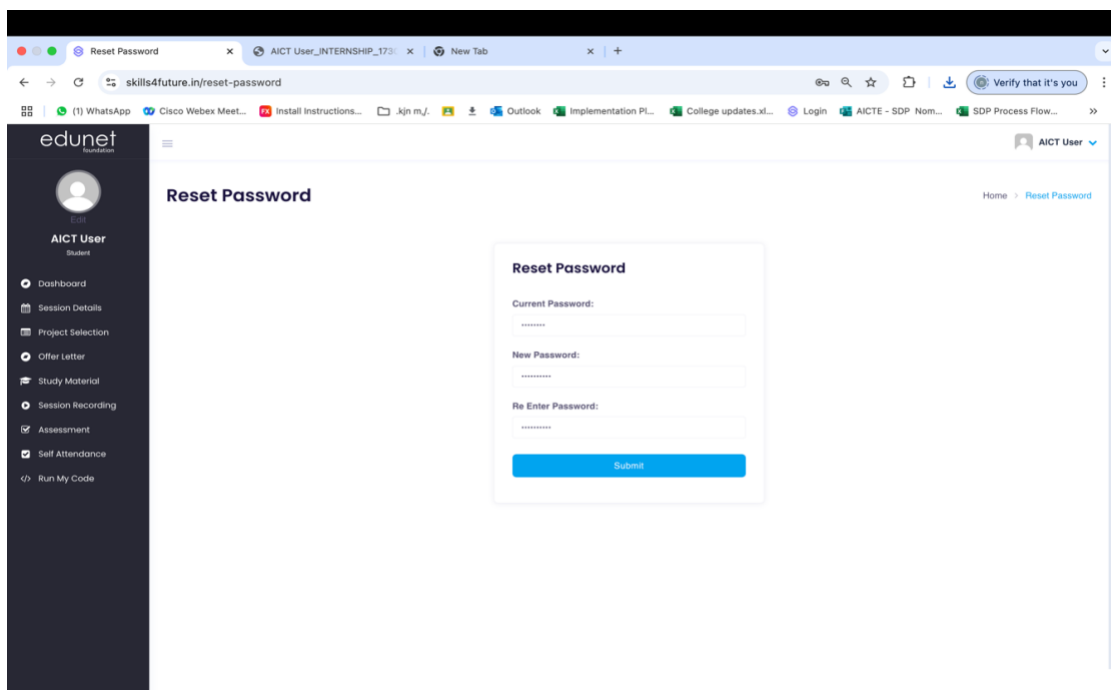 Reset Password
AICT User_INTERNSHIP_173
New Tab
skills4future.in/reset-password
Verify that it's you
(1) WhatsApp
Cisco Webex Meet...
Install Instructions...
.kjn m,/.
Outlook
Implementation Pl...
College updates.xl...
Login
AICTE - SDP Nom...
SDP Process Flow...
edunet
foundation
AICT User
Edit
AICT User
Student
Dashboard
Session Details
Project Selection
Offer Letter
Study Material
Session Recording
Assessment
Self Attendance
Run My Code
Reset Password
Home > Reset Password
Reset Password
Current Password:
••••••••
New Password:
••••••••••
Re Enter Password:
••••••••••
Submit